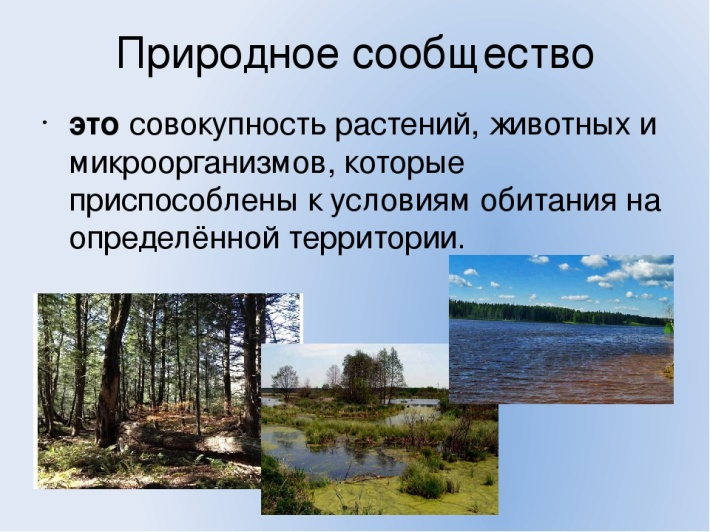 Природное сообщество
• это совокупность растений, животных и
микроорганизмов, которые
приспособлены к условиям обитания на
определённой территории.